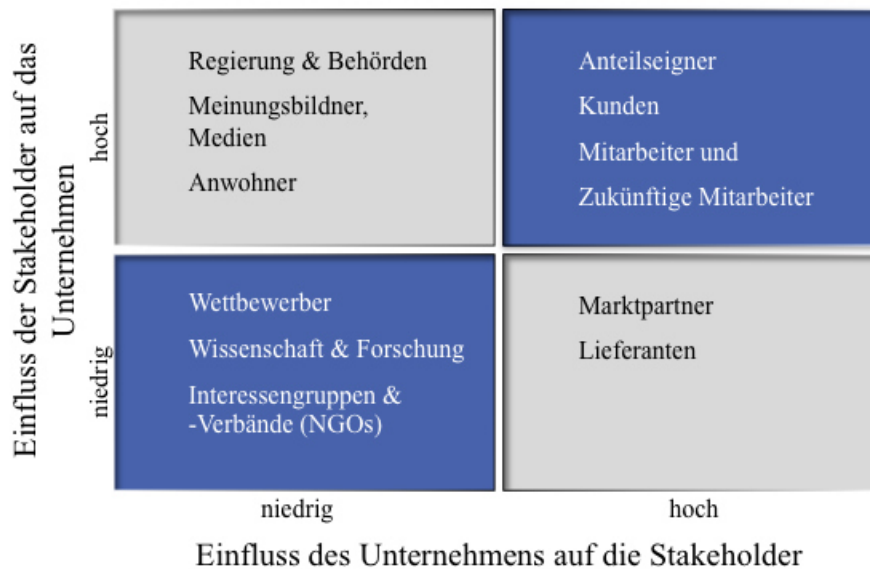 Einfluss der Stakeholder auf das
Unternehmen
hoch
niedrig
Regierung & Behörden
Meinungsbildner,
Medien
Anwohner
Anteilseigner
Kunden
Mitarbeiter und
Zukünftige Mitarbeiter
Wettbewerber
Wissenschaft & Forschung
Interessengruppen &
-Verbände (NGOs)
Marktpartner
Lieferanten
niedrig
hoch
Einfluss des Unternehmens auf die Stakeholder